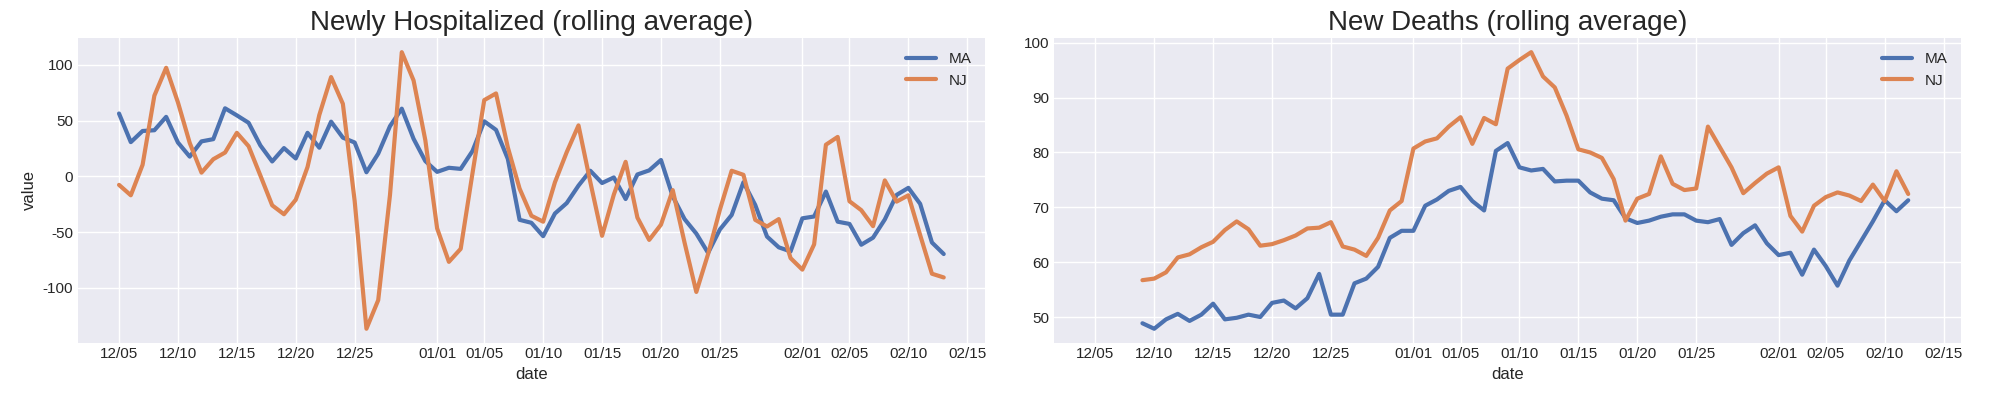 Newly Hospitalized (rolling average)
MA
NJ
100
50
0
-50
-100
value
12/05 12/10 12/15 12/20 12/25 01/01 01/05 01/10 01/15 01/20 01/25 02/01 02/05 02/10 02/15
date
New Deaths (rolling average)
MA
NJ
100
90
80
70
60
50
12/05 12/10 12/15 12/20 12/25 01/01 01/05 01/10 01/15 01/20 01/25 02/01 02/05 02/10 02/15
date